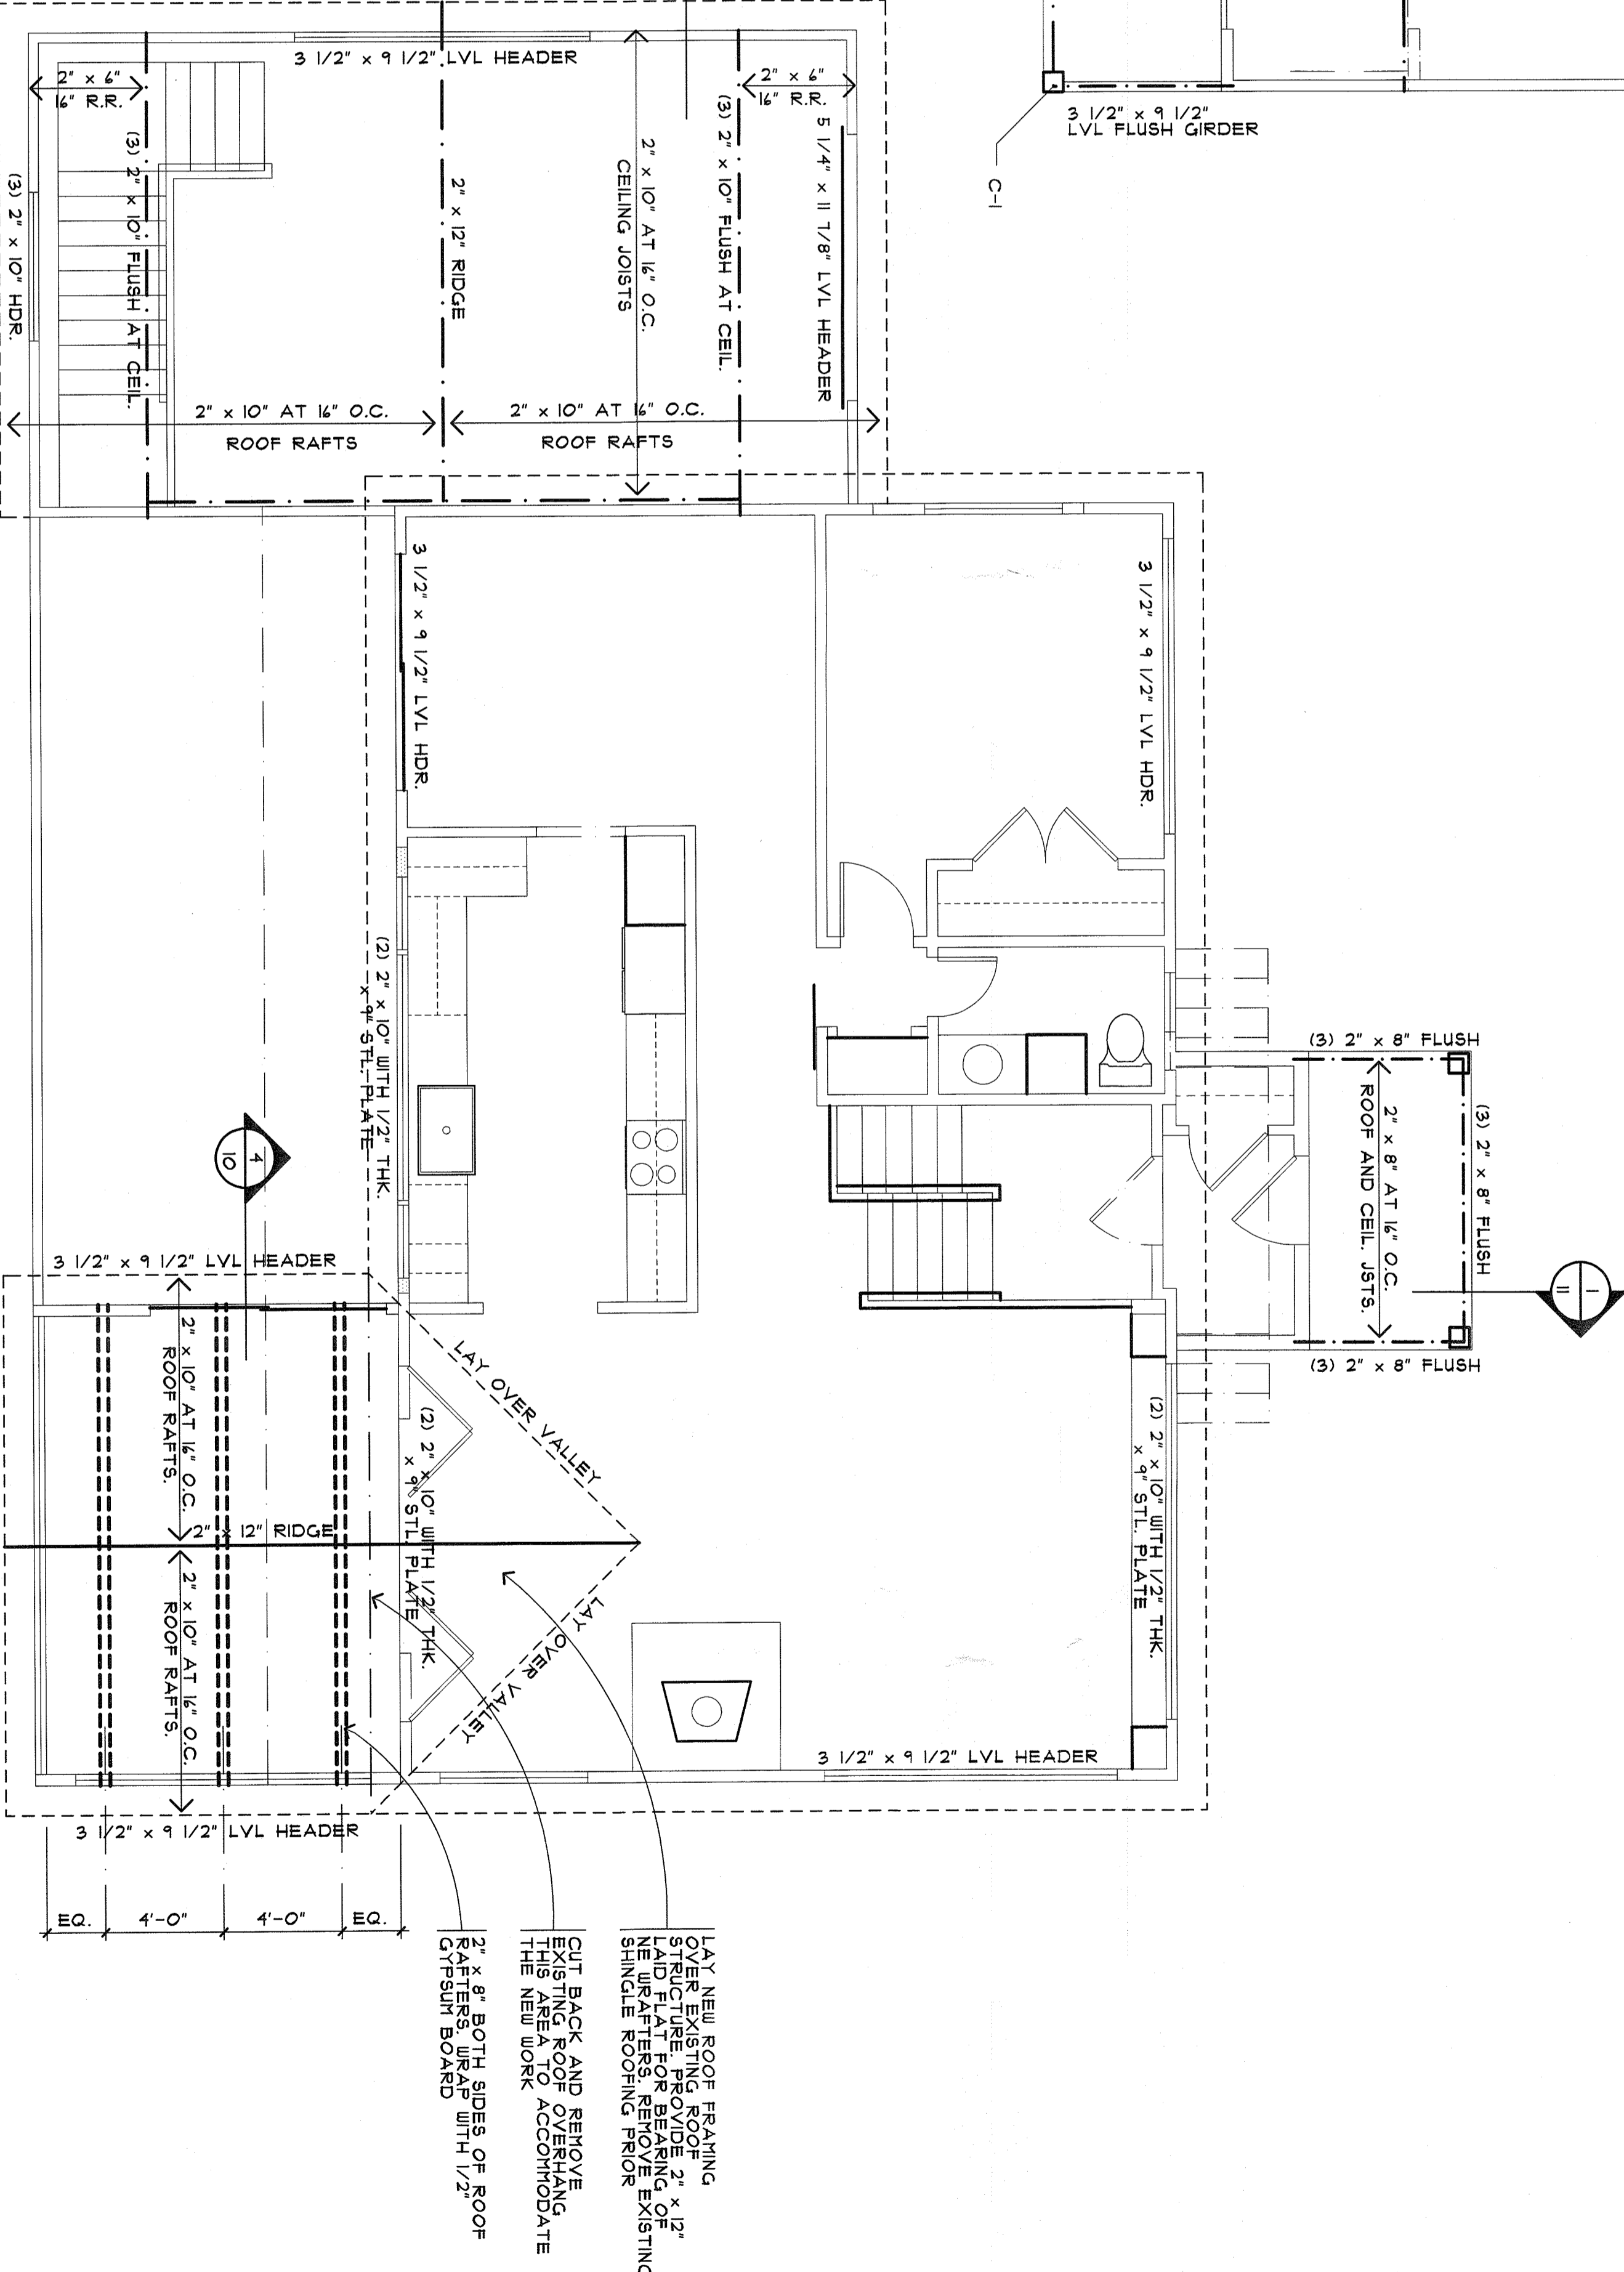 3 1/2" x 9 1/2" LVL HEADER
2" x 6"
16" R.R.
2" x 6"
16" R.R.
3 1/2" x 9 1/2"
LVL FLUSH GIRDER
C-1
(3) 2" x 10" HDR.
(3) 2" x 10" FLUSH AT CEIL.
2" x 12" RIDGE
2" x 10" AT 16" O.C.
CEILING JOISTS
(3) 2" x 10" FLUSH AT CEIL.
5 1/4" x 11 7/8" LVL HEADER
2" x 10" AT 16" O.C.
ROOF RAFTS
2" x 10" AT 16" O.C.
ROOF RAFTS
3 1/2" x 9 1/2" LVL HDR.
3 1/2" x 9 1/2" LVL HDR.
(2) 2" x 10" WITH 1/2" THK.
x 9" STL. PLATE
(3) 2" x 8" FLUSH
2" x 8" AT 16" O.C.
ROOF AND CEIL. JSTS.
(3) 2" x 8" FLUSH
(3) 2" x 8" FLUSH
1
11
4
10
3 1/2" x 9 1/2" LVL HEADER
2" x 10" AT 16" O.C.
ROOF RAFTS.
2" x 12" RIDGE
2" x 10" AT 16" O.C.
ROOF RAFTS.
LAY OVER VALLEY
LAY OVER VALLEY
(2) 2" x 10" WITH 1/2" THK.
x 9" STL. PLATE
(2) 2" x 10" WITH 1/2" THK.
x 9" STL. PLATE
3 1/2" x 9 1/2" LVL HEADER
3 1/2" x 9 1/2" LVL HEADER
EQ.
4'-0"
4'-0"
EQ.
2" x 8" BOTH SIDES OF ROOF
RAFTERS. WRAP WITH 1/2"
GYPSUM BOARD
CUT BACK AND REMOVE
EXISTING ROOF OVERHANG
THIS AREA TO ACCOMMODATE
THE NEW WORK
LAY NEW ROOF FRAMING
OVER EXISTING ROOF
STRUCTURE. PROVIDE 2" x 12"
LAID FLAT FOR BEARING OF
NE WRAFTERS. REMOVE EXISTING
SHINGLE ROOFING PRIOR